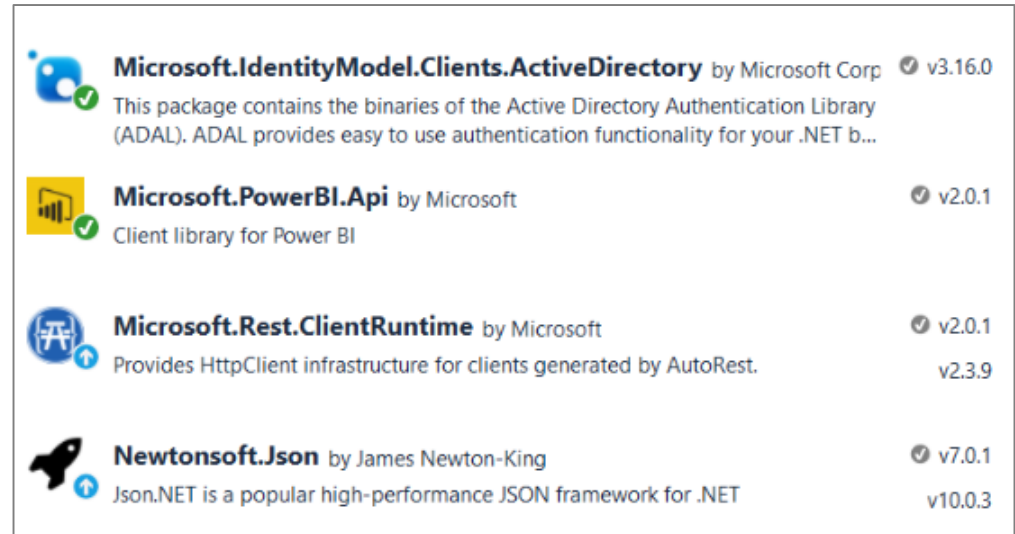 Microsoft.IdentityModel.Clients.ActiveDirectory by Microsoft Corp v3.16.0
This package contains the binaries of the Active Directory Authentication Library
(ADAL). ADAL provides easy to use authentication functionality for your .NET b...
Microsoft.PowerBI.Api by Microsoft v2.0.1
Client library for Power BI
Microsoft.Rest.ClientRuntime by Microsoft v2.0.1
Provides HttpClient infrastructure for clients generated by AutoRest. v2.3.9
Newtonsoft.Json by James Newton-King v7.0.1
Json.NET is a popular high-performance JSON framework for .NET v10.0.3